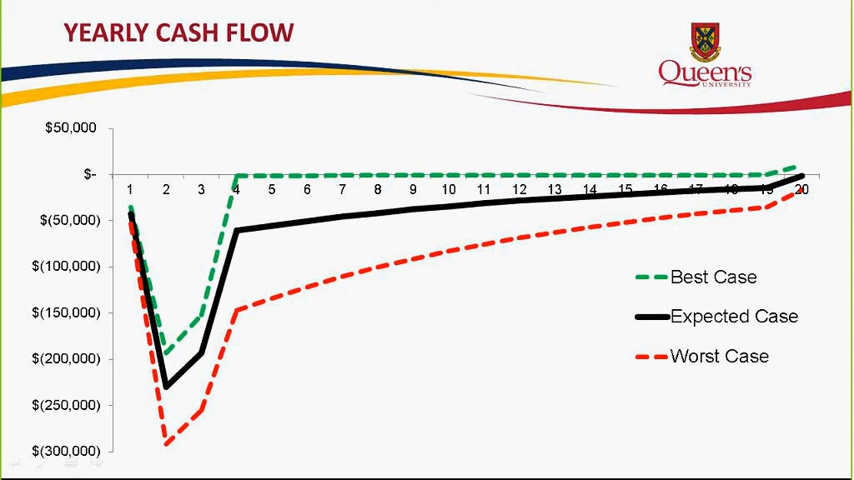 YEARLY CASH FLOW
Queen's
UNIVERSITY
$50,000
$-
1 2 3 4 5 6 7 8 9 10 11 12 13 14 15 16 17 18 19 20
$(50,000)
$(100,000)
Best Case
$(150,000)
Expected Case
$(200,000)
Worst Case
$(250,000)
$(300,000)